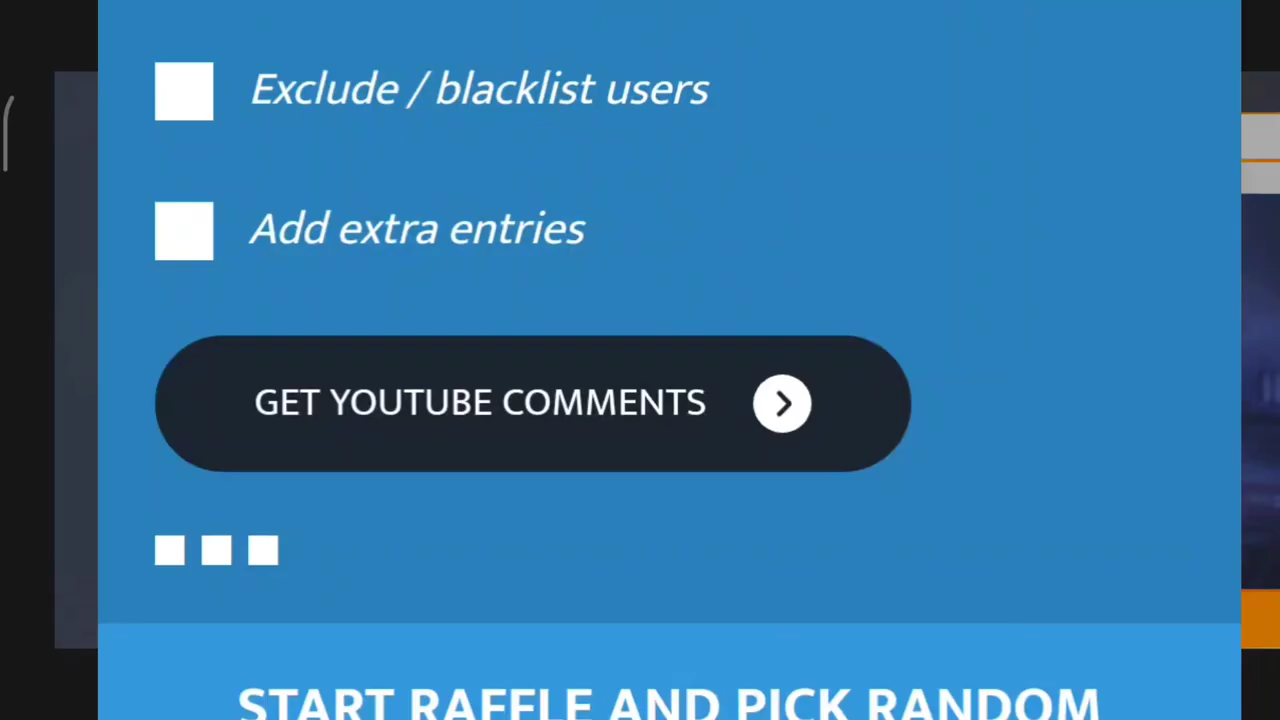 Exclude / blacklist users
Add extra entries
GET YOUTUBE COMMENTS
START RAFFLE AND PICK RANDOM